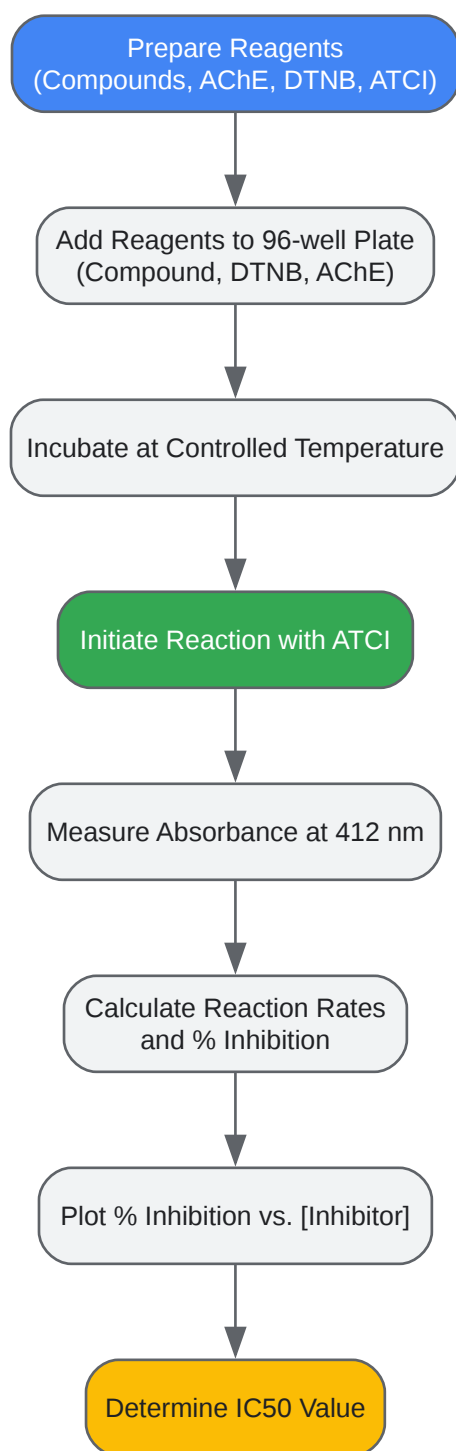 Prepare Reagents
(Compounds, AChE, DTNB, ATCI)
Add Reagents to 96-well Plate
(Compound, DTNB, AChE)
Incubate at Controlled Temperature
Initiate Reaction with ATCI
Measure Absorbance at 412 nm
Calculate Reaction Rates
and % Inhibition
Plot % Inhibition vs. [Inhibitor]
Determine IC50 Value